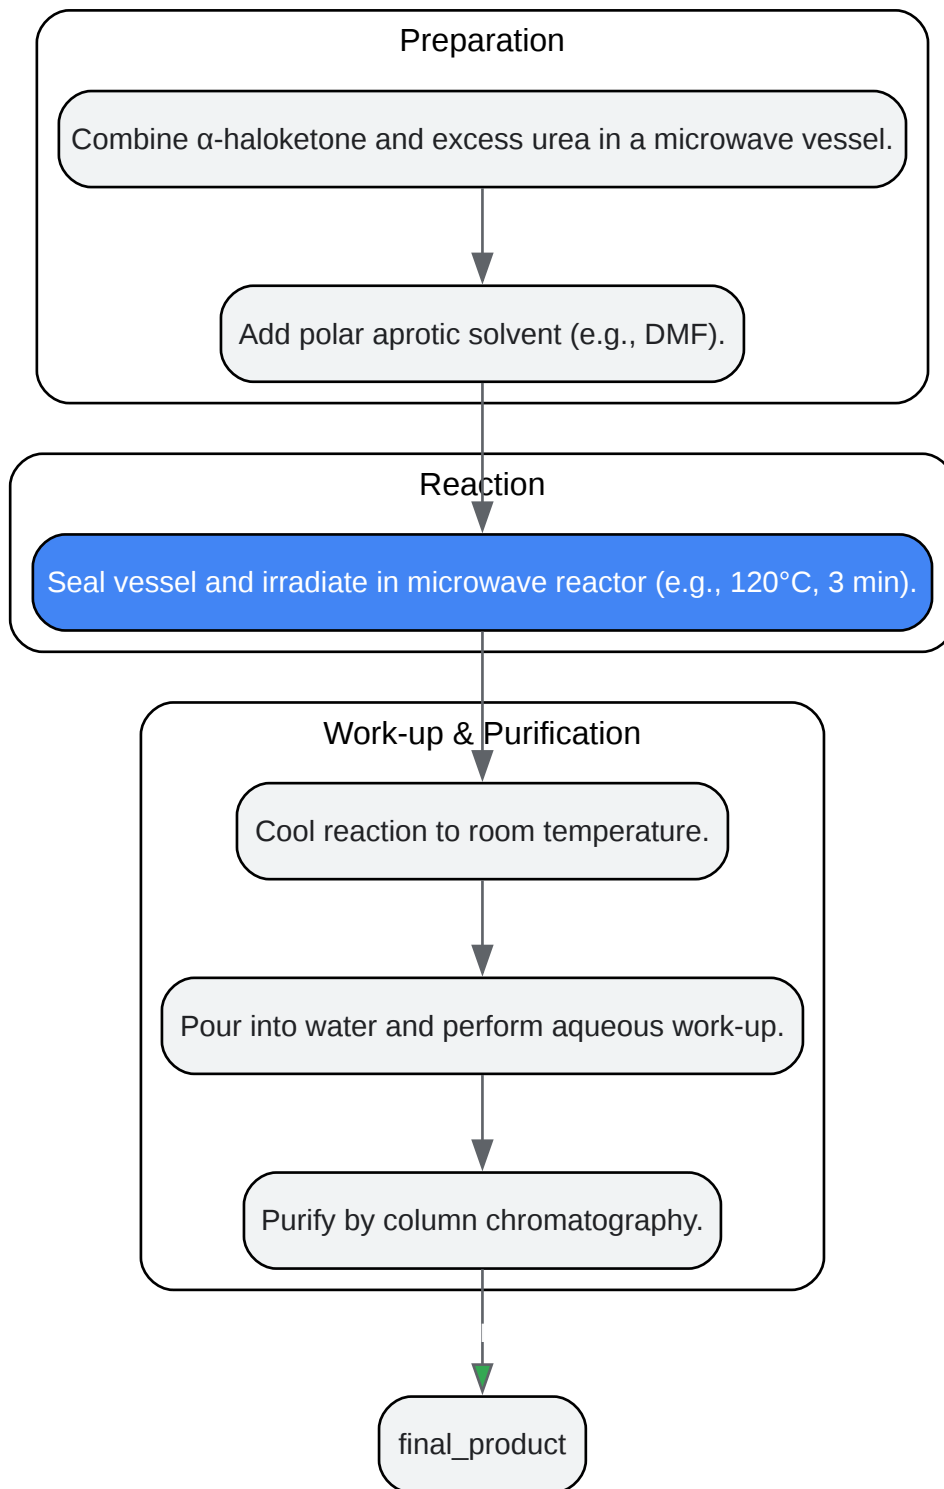 Preparation
Combine α-haloketone and excess urea in a microwave vessel.
Add polar aprotic solvent (e.g., DMF).
Reaction
Seal vessel and irradiate in microwave reactor (e.g., 120°C, 3 min).
Work-up & Purification
Cool reaction to room temperature.
Pour into water and perform aqueous work-up.
Purify by column chromatography.
final_product